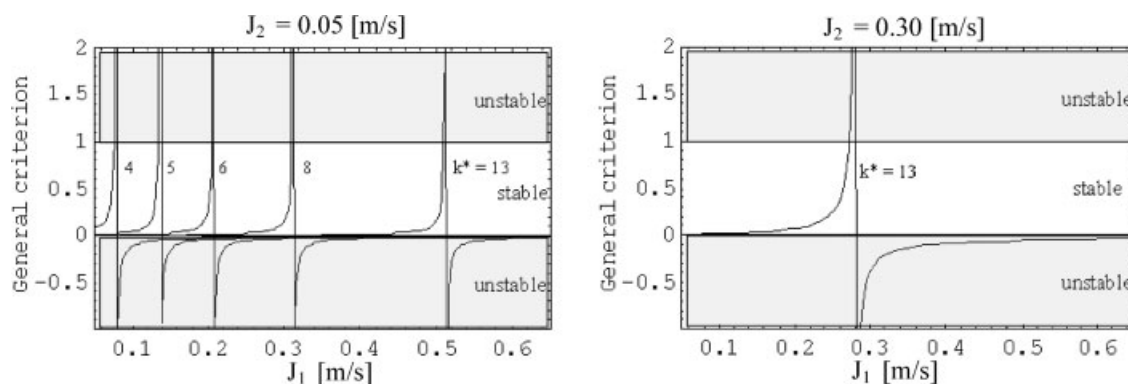 J₂ = 0.05 [m/s]
General criterion
2
1.5
1
0.5
0
-0.5
unstable
4
5
6
8
k* = 13
stable
unstable
0.1 0.2 0.3 0.4 0.5 0.6
J₁ [m/s]
J₂ = 0.30 [m/s]
General criterion
2
1.5
1
0.5
0
-0.5
unstable
k* = 13
stable
unstable
0.1 0.2 0.3 0.4 0.5 0.6
J₁ [m/s]